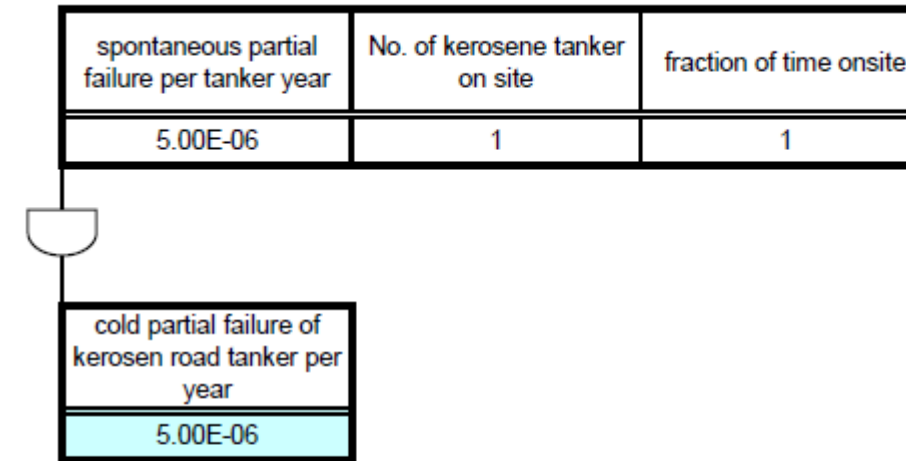 spontaneous partial
failure per tanker year
No. of kerosene tanker
on site
fraction of time onsite
5.00E-06
1
1
cold partial failure of
kerosen road tanker per
year
5.00E-06